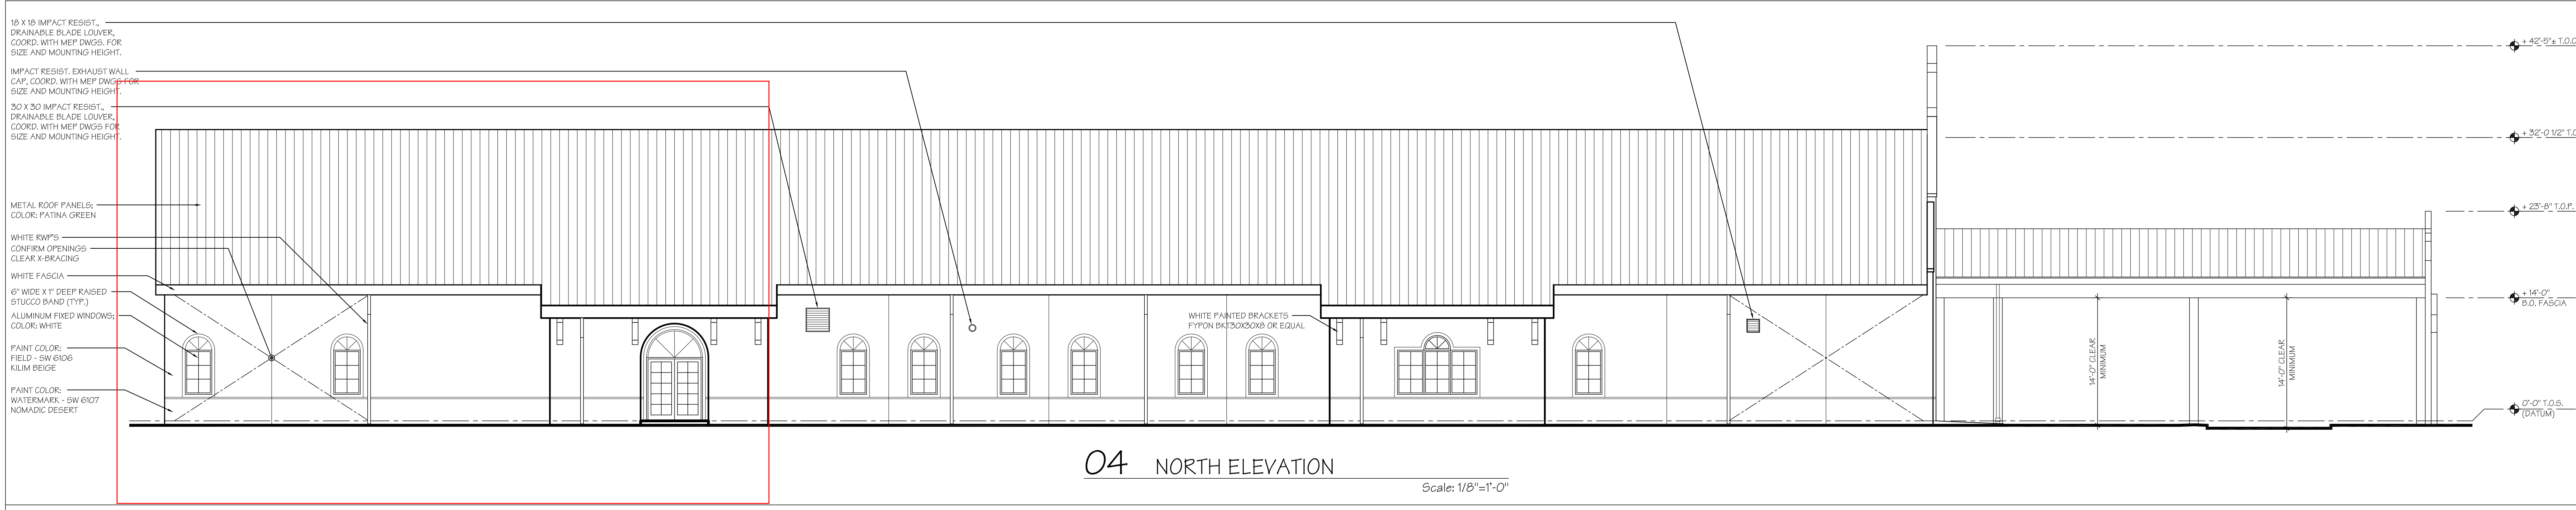 18 X 18 IMPACT RESIST.,
DRAINABLE BLADE LOUVER,
COORD. WITH MEP DWGS. FOR
SIZE AND MOUNTING HEIGHT.
IMPACT RESIST. EXHAUST WALL
CAP, COORD. WITH MEP DWGS FOR
SIZE AND MOUNTING HEIGHT.
30 X 30 IMPACT RESIST.,
DRAINABLE BLADE LOUVER,
COORD. WITH MEP DWGS FOR
SIZE AND MOUNTING HEIGHT.
METAL ROOF PANELS;
COLOR: PATINA GREEN
WHITE RWP'S
CONFIRM OPENINGS
CLEAR X-BRACING
WHITE FASCIA
6" WIDE X 1" DEEP RAISED
STUCCO BAND (TYP.)
ALUMINUM FIXED WINDOWS;
COLOR: WHITE
PAINT COLOR:
FIELD - SW 6106
KILIM BEIGE
PAINT COLOR:
WATERMARK - SW 6107
NOMADIC DESERT
WHITE PAINTED BRACKETS
FYPON BKT30X30X8 OR EQUAL
14'-0" CLEAR
MINIMUM
14'-0" CLEAR
MINIMUM
+ 42'-5"± T.O.C
+ 32'-0 1/2" T.O
+ 23'-8" T.O.P.
+ 14'-0"
B.O. FASCIA
0'-0" T.O.S.
(DATUM)
04 NORTH ELEVATION
Scale: 1/8"=1'-0"